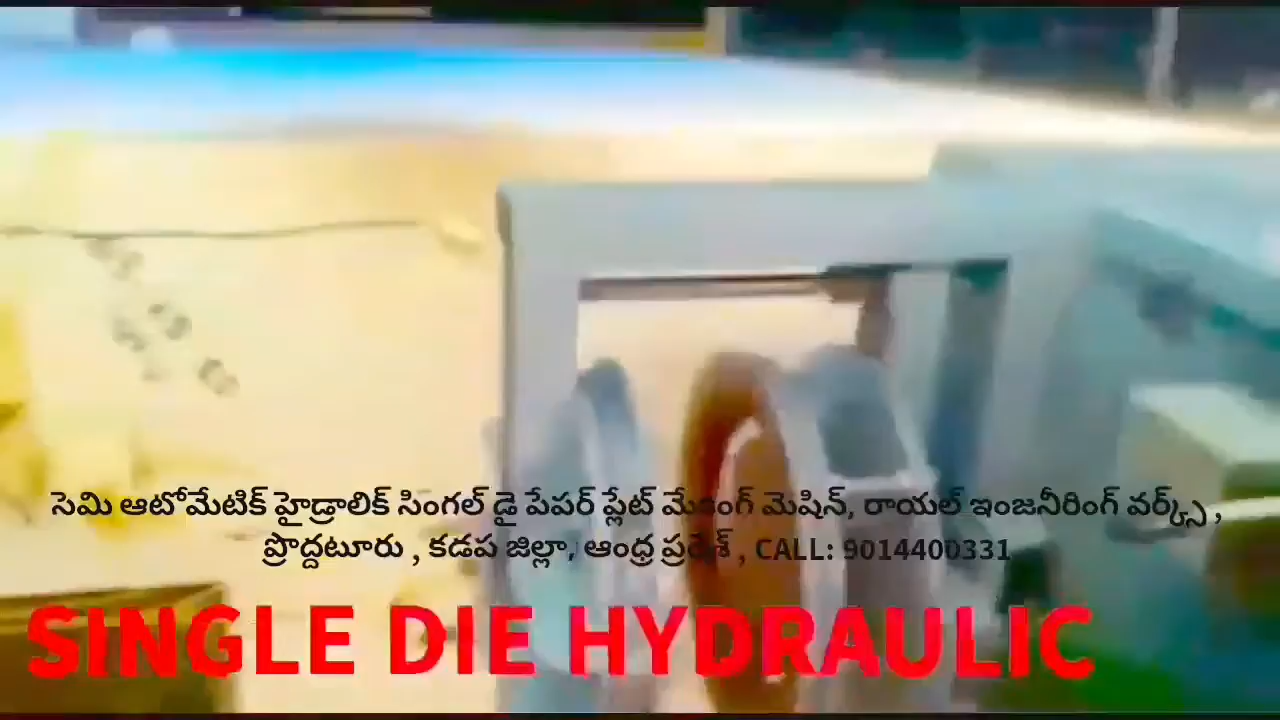 సెమి ఆటోమేటిక్ హైడ్రాలిక్ సింగల్ డై పేపర్ ప్లేట్ మేకింగ్ మెషిన్, రాయల్ ఇంజనీరింగ్ వర్క్స్ ,
ప్రొద్దటూరు , కడప జిల్లా, ఆంధ్ర ప్రదేశ్ , CALL: 9014400331
SINGLE DIE HYDRAULIC